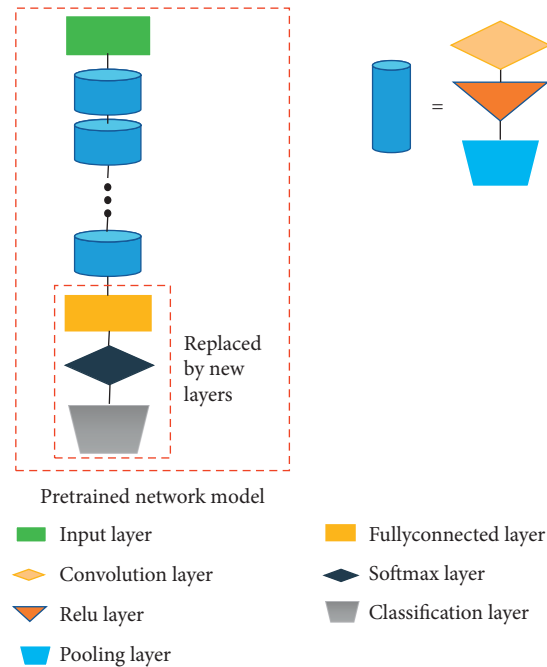 =
Replaced
by new
layers
Pretrained network model
Input layer
Convolution layer
Relu layer
Pooling layer
Fullyconnected layer
Softmax layer
Classification layer